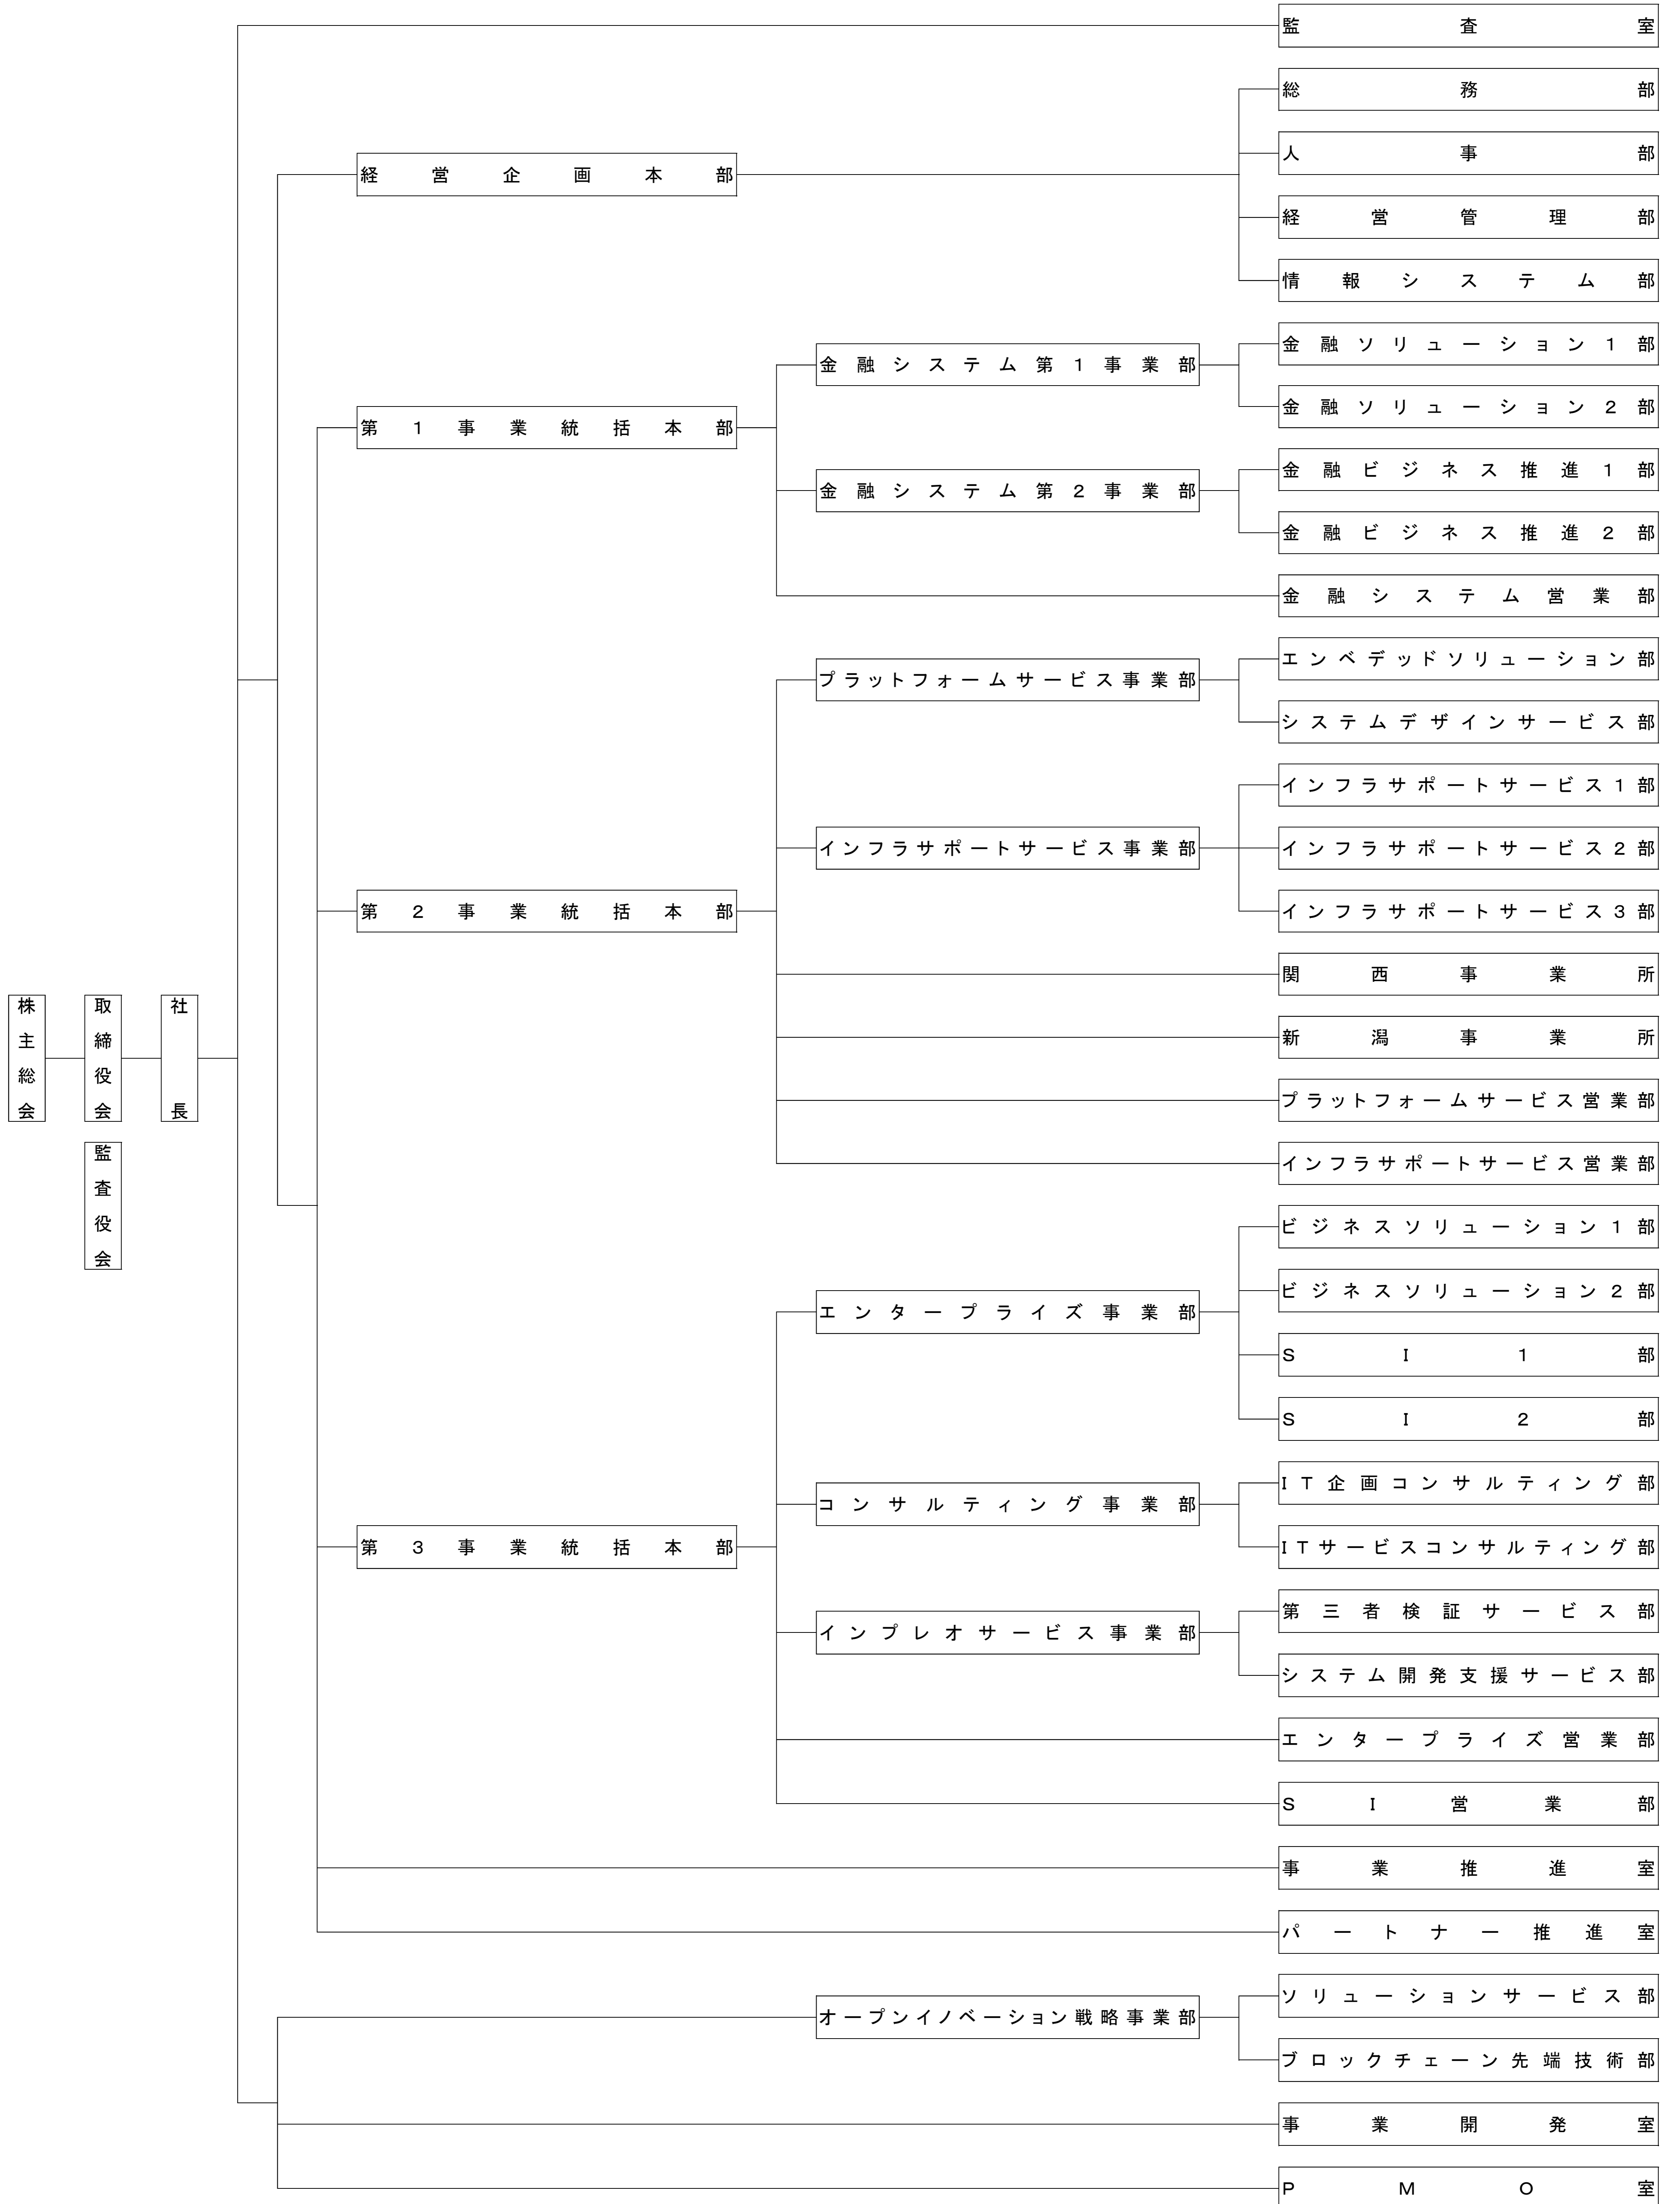 株主総会
取締役会
監査役会
社長
監査室
経営企画本部
総務部
人事部
経営管理部
情報システム部
第1事業統括本部
金融システム第1事業部
金融ソリューション1部
金融ソリューション2部
金融システム第2事業部
金融ビジネス推進1部
金融ビジネス推進2部
金融システム営業部
第2事業統括本部
プラットフォームサービス事業部
エンベデッドソリューション部
システムデザインサービス部
インフラサポートサービス事業部
インフラサポートサービス1部
インフラサポートサービス2部
インフラサポートサービス3部
関西事業所
新潟事業所
プラットフォームサービス営業部
インフラサポートサービス営業部
第3事業統括本部
エンタープライズ事業部
ビジネスソリューション1部
ビジネスソリューション2部
SI1部
SI2部
コンサルティング事業部
IT企画コンサルティング部
ITサービスコンサルティング部
インプレオサービス事業部
第三者検証サービス部
システム開発支援サービス部
エンタープライズ営業部
SI営業部
事業推進室
パートナー推進室
オープンイノベーション戦略事業部
ソリューションサービス部
ブロックチェーン先端技術部
事業開発室
PMO室